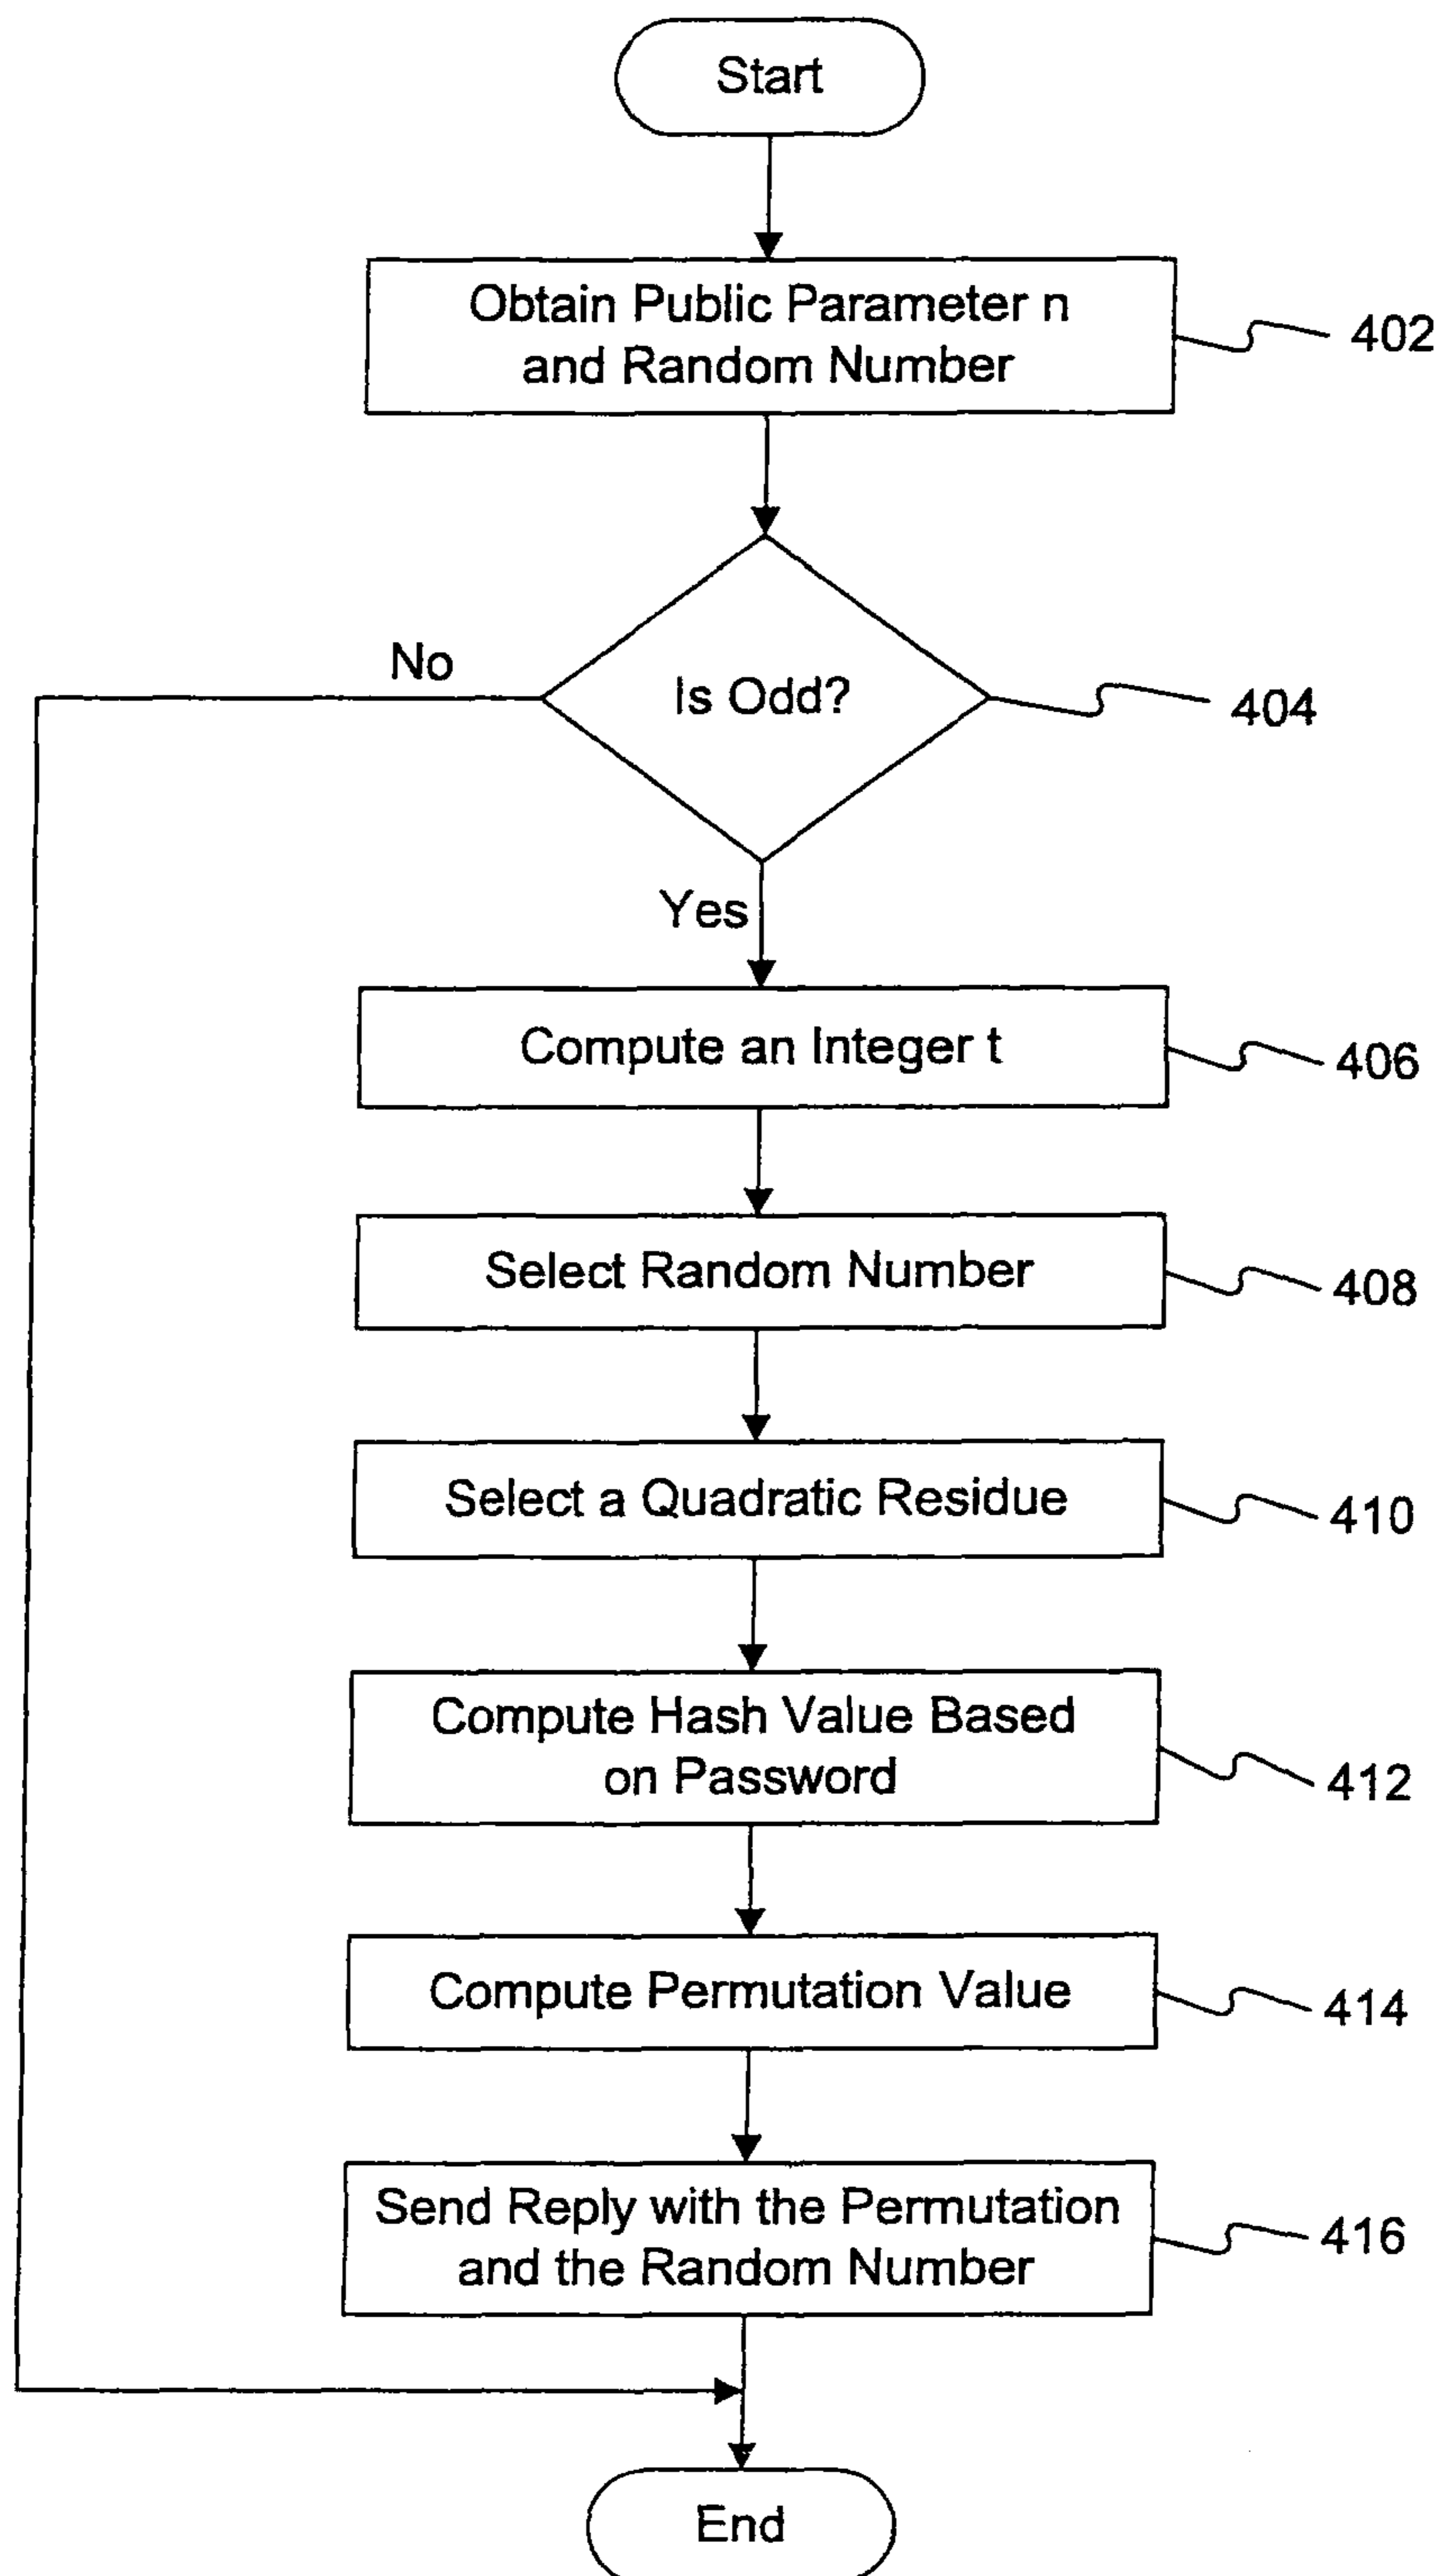 Start
Obtain Public Parameter n
and Random Number
402
No
Is Odd?
404
Yes
Compute an Integer t
406
Select Random Number
408
Select a Quadratic Residue
410
Compute Hash Value Based
on Password
412
Compute Permutation Value
414
Send Reply with the Permutation
and the Random Number
416
End